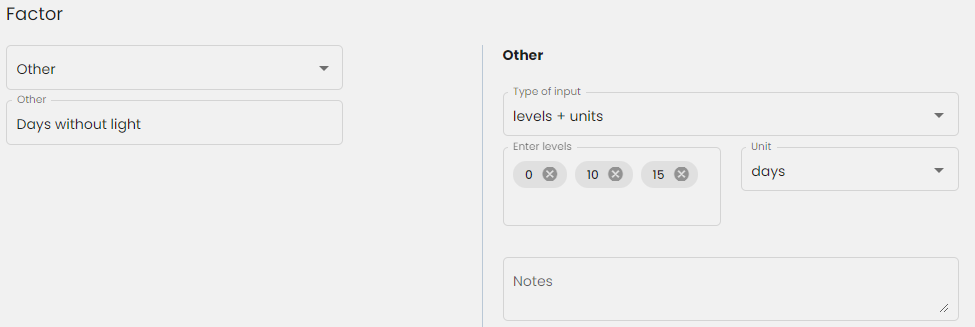 Factor
Other
Other
Days without light
Other
Type of input
levels + units
Enter levels
0 10 15
Unit
days
Notes